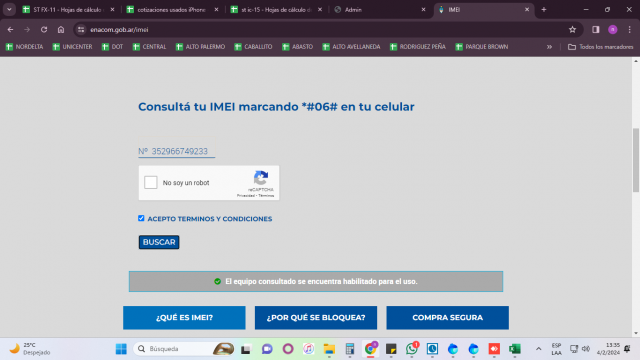 ST FX-11 - Hojas de cálculo
cotizaciones usados iPhone
st ic-15 - Hojas de cálculo
Admin
IMEI
enacom.gob.ar/imei
NORDELTA UNICENTER DOT CENTRAL ALTO PALERMO CABALLITO ABASTO ALTO AVELLANEDA RODRIGUEZ PEÑA PARQUE BROWN » Todos los marcadores
Consultá tu IMEI marcando *#06# en tu celular
Nº 352966749233
No soy un robot
reCAPTCHA
Privacidad - Términos
ACEPTO TERMINOS Y CONDICIONES
BUSCAR
El equipo consultado se encuentra habilitado para el uso.
¿QUÉ ES IMEI? ¿POR QUÉ SE BLOQUEA? COMPRA SEGURA
25°C
Despejado
Búsqueda
ESP
LAA
13:35
4/2/2024